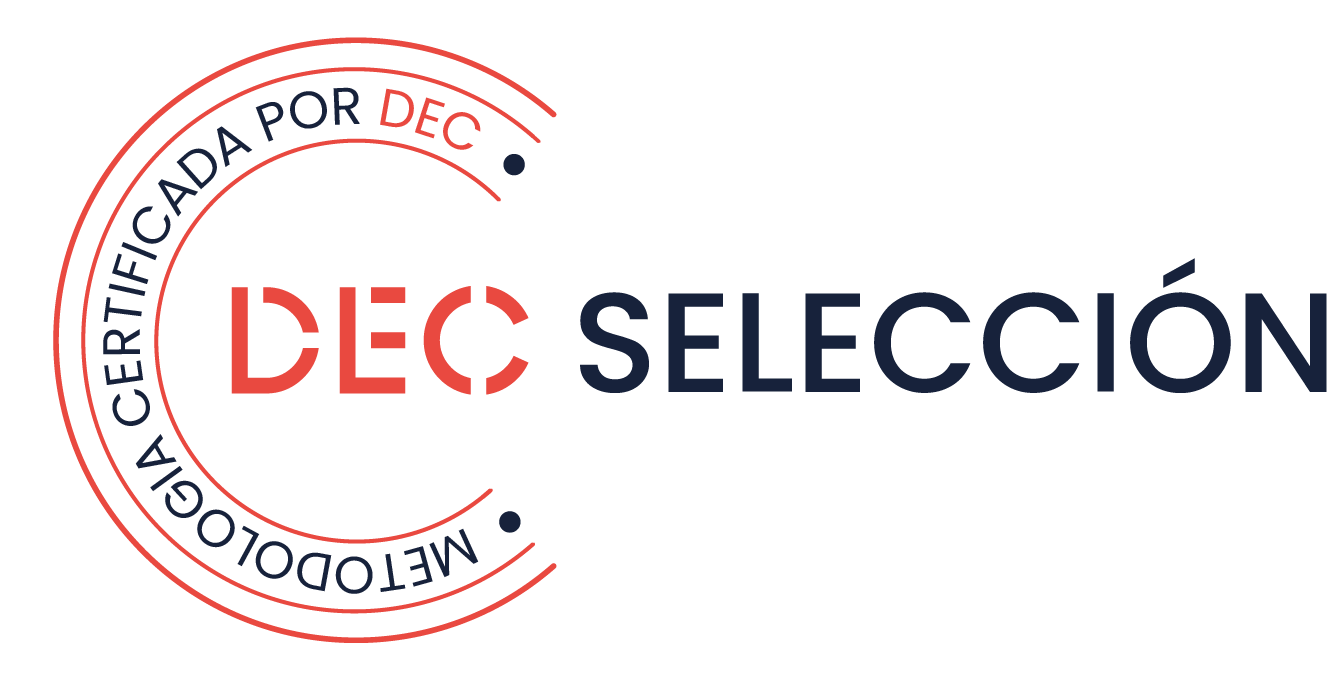 METODOLOGIA CERTIFICADA POR DEC
DEC SELECCIÓN